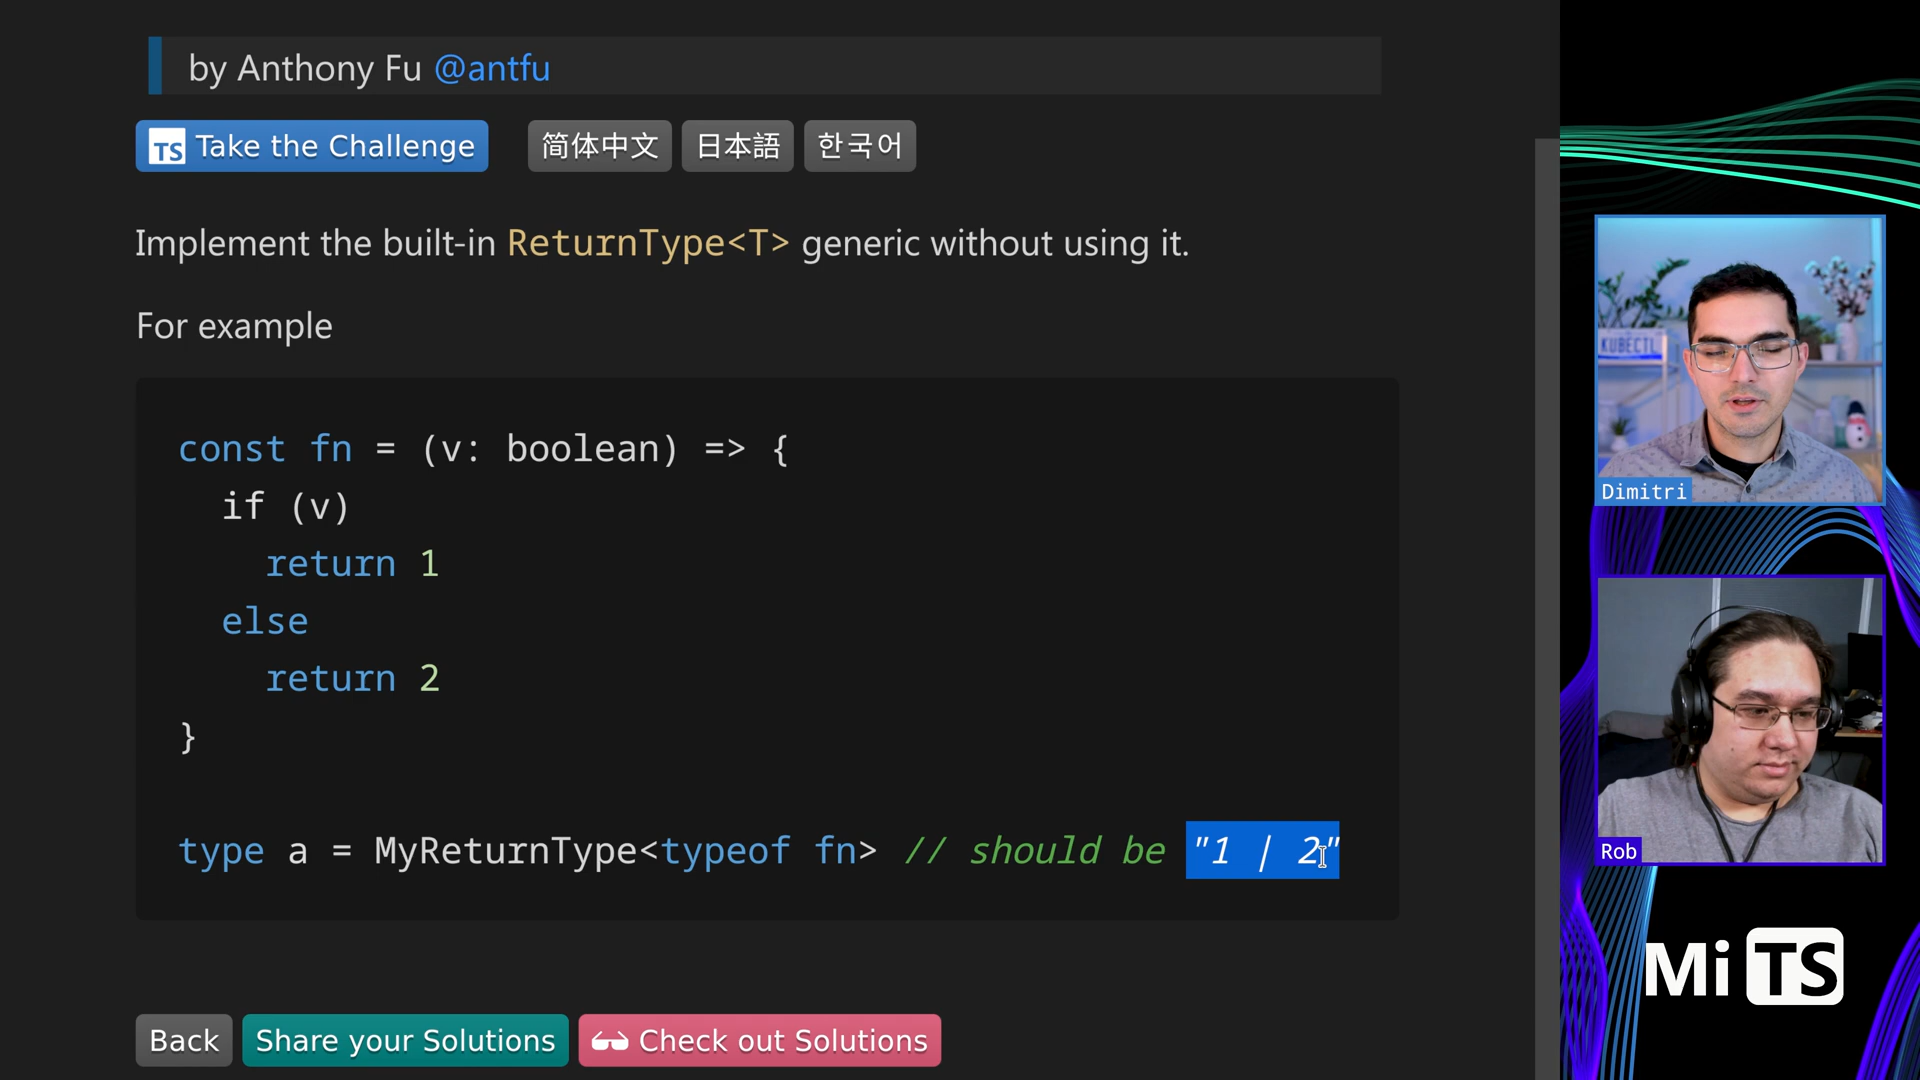 by Anthony Fu @antfu
TS Take the Challenge
简体中文
日本語
한국어
Implement the built-in ReturnType<T> generic without using it.
For example
const fn = (v: boolean) => {
if (v)
return 1
else
return 2
}
type a = MyReturnType<typeof fn> // should be "1 | 2"
Back
Share your Solutions
Check out Solutions
KUBECTL
Dimitri
Rob
Mi TS